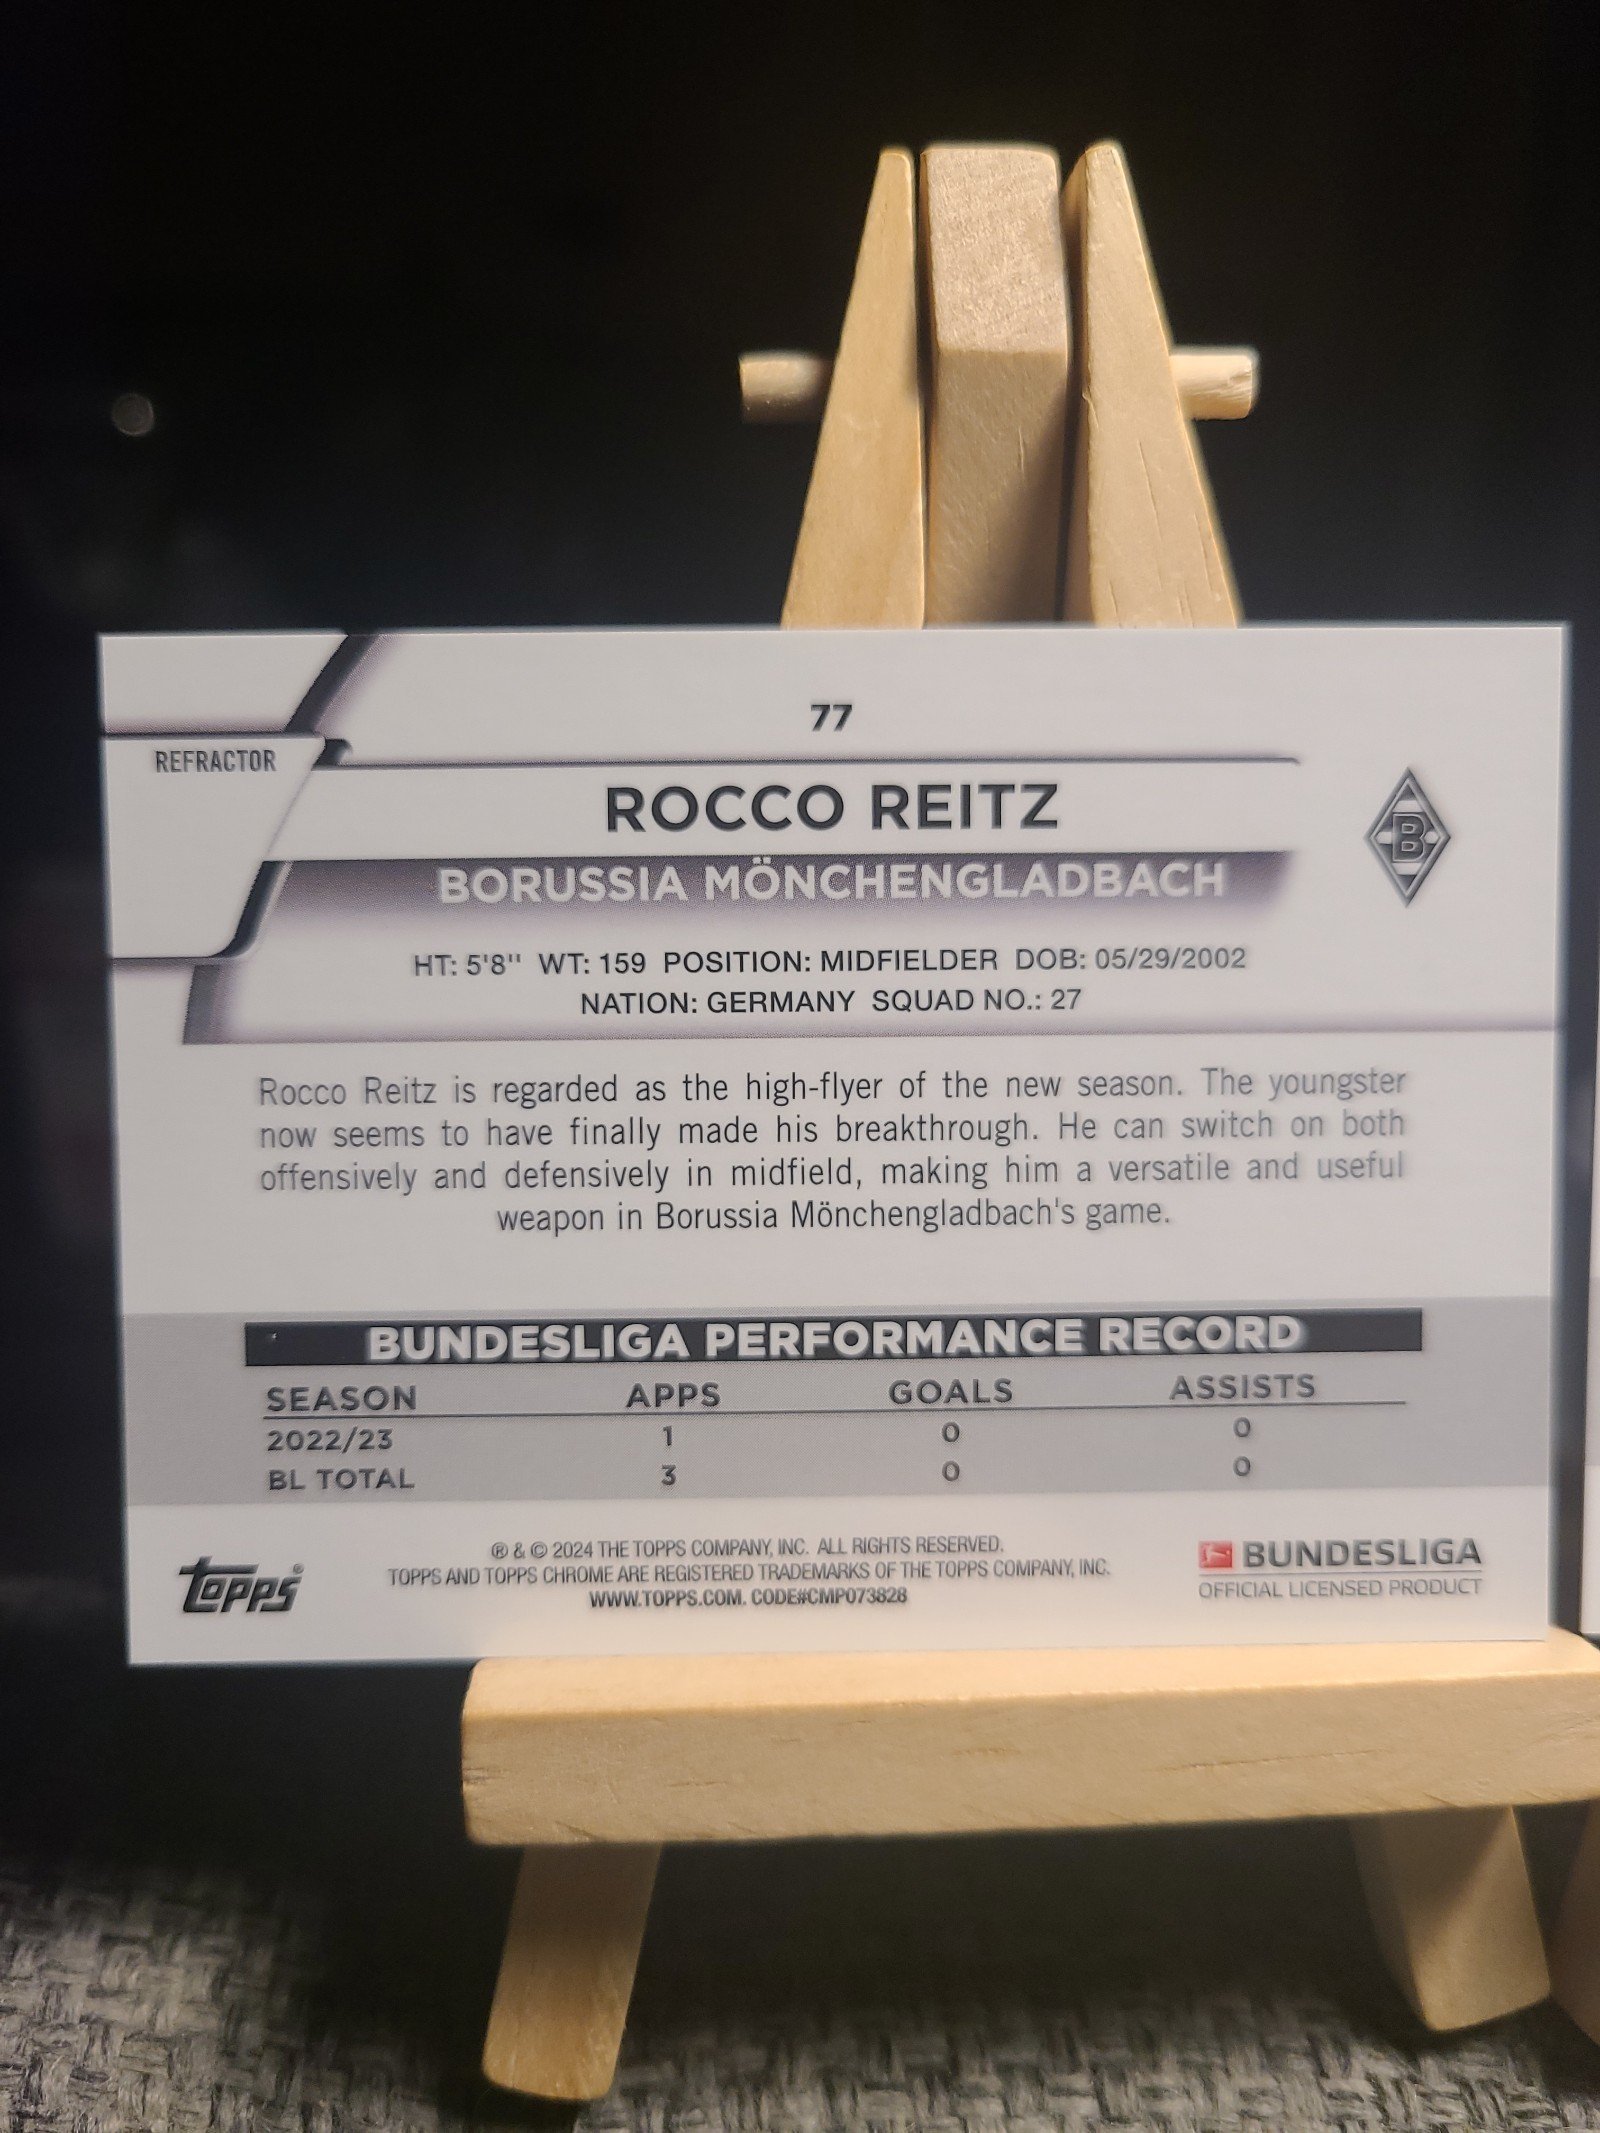 77
REFRACTOR
ROCCO REITZ
B
BORUSSIA MÖNCHENGLADBACH
HT: 5'8'' WT: 159 POSITION: MIDFIELDER DOB: 05/29/2002
NATION: GERMANY SQUAD NO.: 27
Rocco Reitz is regarded as the high-flyer of the new season. The youngster
now seems to have finally made his breakthrough. He can switch on both
offensively and defensively in midfield, making him a versatile and useful
weapon in Borussia Mönchengladbach's game.
BUNDESLIGA PERFORMANCE RECORD
SEASON APPS GOALS ASSISTS
2022/23 1 0 0
BL TOTAL 3 0 0
topps
® & © 2024 THE TOPPS COMPANY, INC. ALL RIGHTS RESERVED.
TOPPS AND TOPPS CHROME ARE REGISTERED TRADEMARKS OF THE TOPPS COMPANY, INC.
WWW.TOPPS.COM. CODE#CMP073828
BUNDESLIGA
OFFICIAL LICENSED PRODUCT